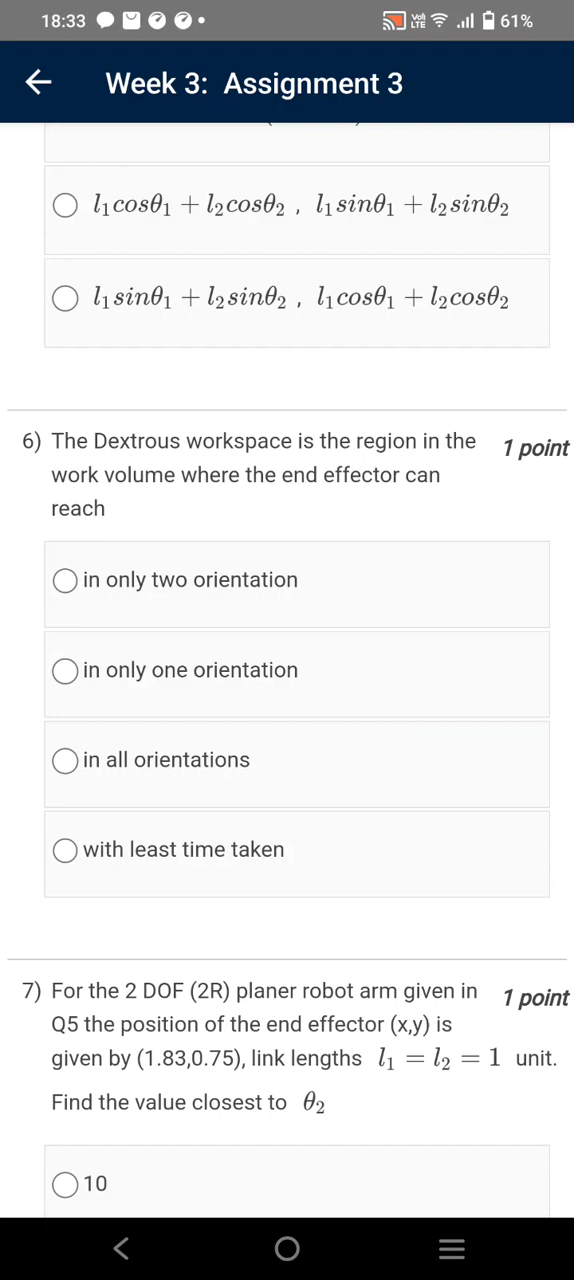 18:33 Vo) LTE 61%
Week 3: Assignment 3
l₁cosθ₁ + l₂cosθ₂ , l₁sinθ₁ + l₂sinθ₂
l₁sinθ₁ + l₂sinθ₂ , l₁cosθ₁ + l₂cosθ₂
6) The Dextrous workspace is the region in the 1 point
work volume where the end effector can
reach
in only two orientation
in only one orientation
in all orientations
with least time taken
7) For the 2 DOF (2R) planer robot arm given in 1 point
Q5 the position of the end effector (x,y) is
given by (1.83,0.75), link lengths l₁ = l₂ = 1 unit.
Find the value closest to θ₂
10